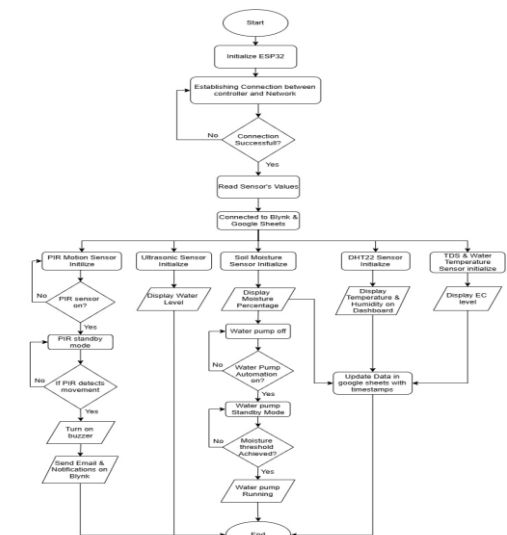 Start
Initialize ESP32
Establishing Connection between
controller and Network
No
Connection
Successfull?
Yes
Read Sensor's Values
Connected to Blynk &
Google Sheets
PIR Motion Sensor
Initilize
Ultrasonic Sensor
Initialize
Soil Moisture
Sensor Initialize
DHT22 Sensor
Initialize
TDS & Water
Temperature
Sensor initialize
No
PIR sensor
on?
Yes
Display Water
Level
Display
Moisture
Percentage
Display
Temperature &
Humidity on
Dashboard
Display EC
level
PIR standby
mode
Water pump off
No
If PIR detects
movement
Yes
No
Water Pump
Automation
on?
Yes
Update Data in
google sheets with
timestamps
Turn on
buzzer
Water pump
Standby Mode
Send Email &
Notifications on
Blynk
No
Moisture
threshold
Achieved?
Yes
Water pump
Running
End